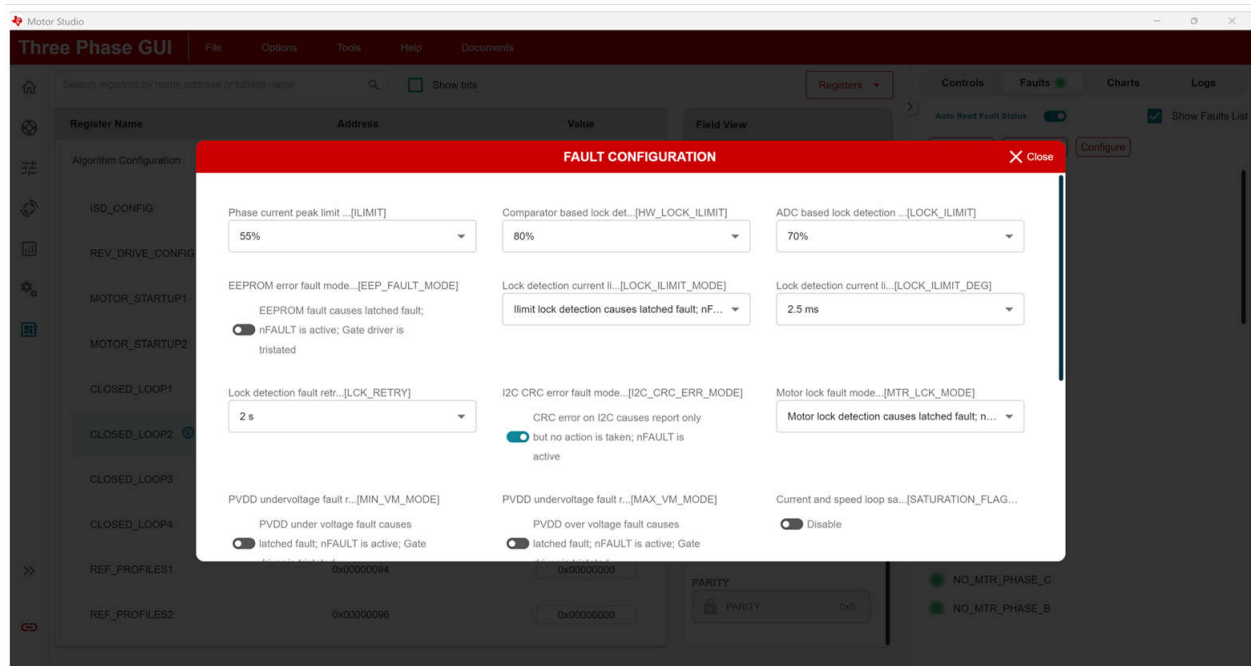 Motor Studio
Three Phase GUI File Options Tools Help Documents
Search registers by name,address or bitfield name Show bits Registers
Controls Faults Charts Logs
Register Name Address Value Field View
Auto Read Fault Status Show Faults List
Configure
Algorithm Configuration
FAULT CONFIGURATION Close
ISD_CONFIG
REV_DRIVE_CONFIG
MOTOR_STARTUP1
MOTOR_STARTUP2
CLOSED_LOOP1
CLOSED_LOOP2
CLOSED_LOOP3
CLOSED_LOOP4
Phase current peak limit ...[ILIMIT] Comparator based lock det...[HW_LOCK_ILIMIT] ADC based lock detection ...[LOCK_ILIMIT]
55% 80% 70%
EEPROM error fault mode...[EEP_FAULT_MODE] Lock detection current li...[LOCK_ILIMIT_MODE] Lock detection current li...[LOCK_ILIMIT_DEG]
EEPROM fault causes latched fault;
nFAULT is active; Gate driver is
tristated
Ilimit lock detection causes latched fault; nF... 2.5 ms
Lock detection fault retr...[LCK_RETRY] I2C CRC error fault mode...[I2C_CRC_ERR_MODE] Motor lock fault mode...[MTR_LCK_MODE]
2 s
CRC error on I2C causes report only
but no action is taken; nFAULT is
active
Motor lock detection causes latched fault; n...
PVDD undervoltage fault r...[MIN_VM_MODE] PVDD undervoltage fault r...[MAX_VM_MODE] Current and speed loop sa...[SATURATION_FLAG...
PVDD under voltage fault causes
latched fault; nFAULT is active; Gate
PVDD over voltage fault causes
latched fault; nFAULT is active; Gate
Disable
REF_PROFILES1 0x00000094 0x00000000
REF_PROFILES2 0x00000096 0x00000000
PARITY
PARITY 0x0
NO_MTR_PHASE_C
NO_MTR_PHASE_B